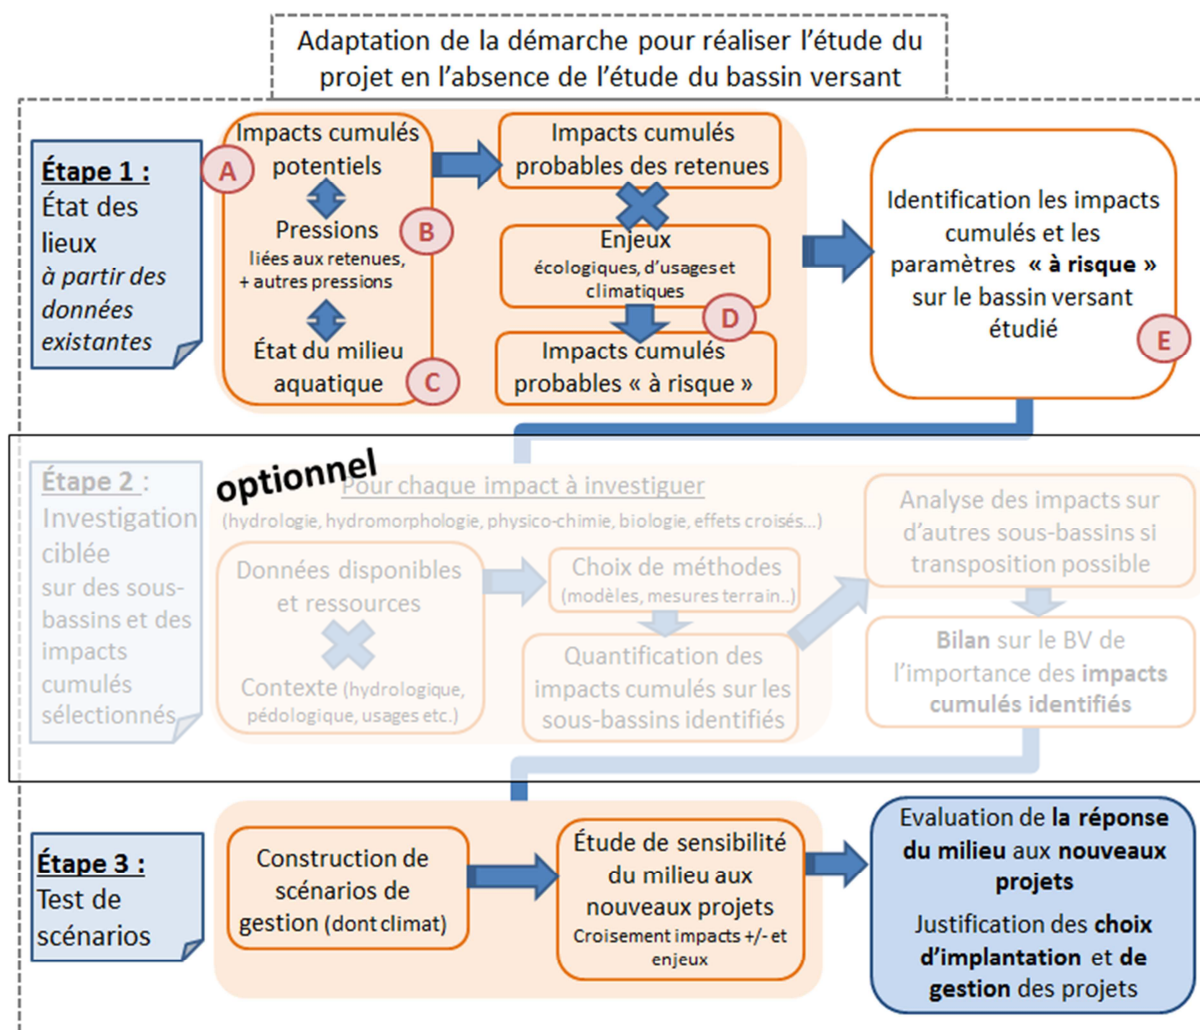 Adaptation de la démarche pour réaliser l’étude du
projet en l’absence de l’étude du bassin versant
Étape 1 :
État des
lieux
à partir des
données
existantes
A
Impacts cumulés
potentiels
B
Pressions
liées aux retenues,
+ autres pressions
État du milieu
aquatique
C
Impacts cumulés
probables des retenues
Enjeux
écologiques, d’usages et
climatiques
D
Impacts cumulés
probables « à risque »
Identification les impacts
cumulés et les
paramètres « à risque »
sur le bassin versant
étudié
E
Étape 2 :
Investigation
ciblée
sur des sous-
bassins et des
impacts
cumulés
sélectionnés
optionnel
Pour chaque impact à investiguer
(hydrologie, hydromorphologie, physico-chimie, biologie, effets croisés...)
Données disponibles
et ressources
Contexte (hydrologique,
pédologique, usages etc.)
Choix de méthodes
(modèles, mesures terrain..)
Quantification des
impacts cumulés sur les
sous-bassins identifiés
Analyse des impacts sur
d’autres sous-bassins si
transposition possible
Bilan sur le BV de
l’importance des impacts
cumulés identifiés
Étape 3 :
Test de
scénarios
Construction de
scénarios de
gestion (dont climat)
Étude de sensibilité
du milieu aux
nouveaux projets
Croisement impacts +/- et
enjeux
Evaluation de la réponse
du milieu aux nouveaux
projets
Justification des choix
d’implantation et de
gestion des projets